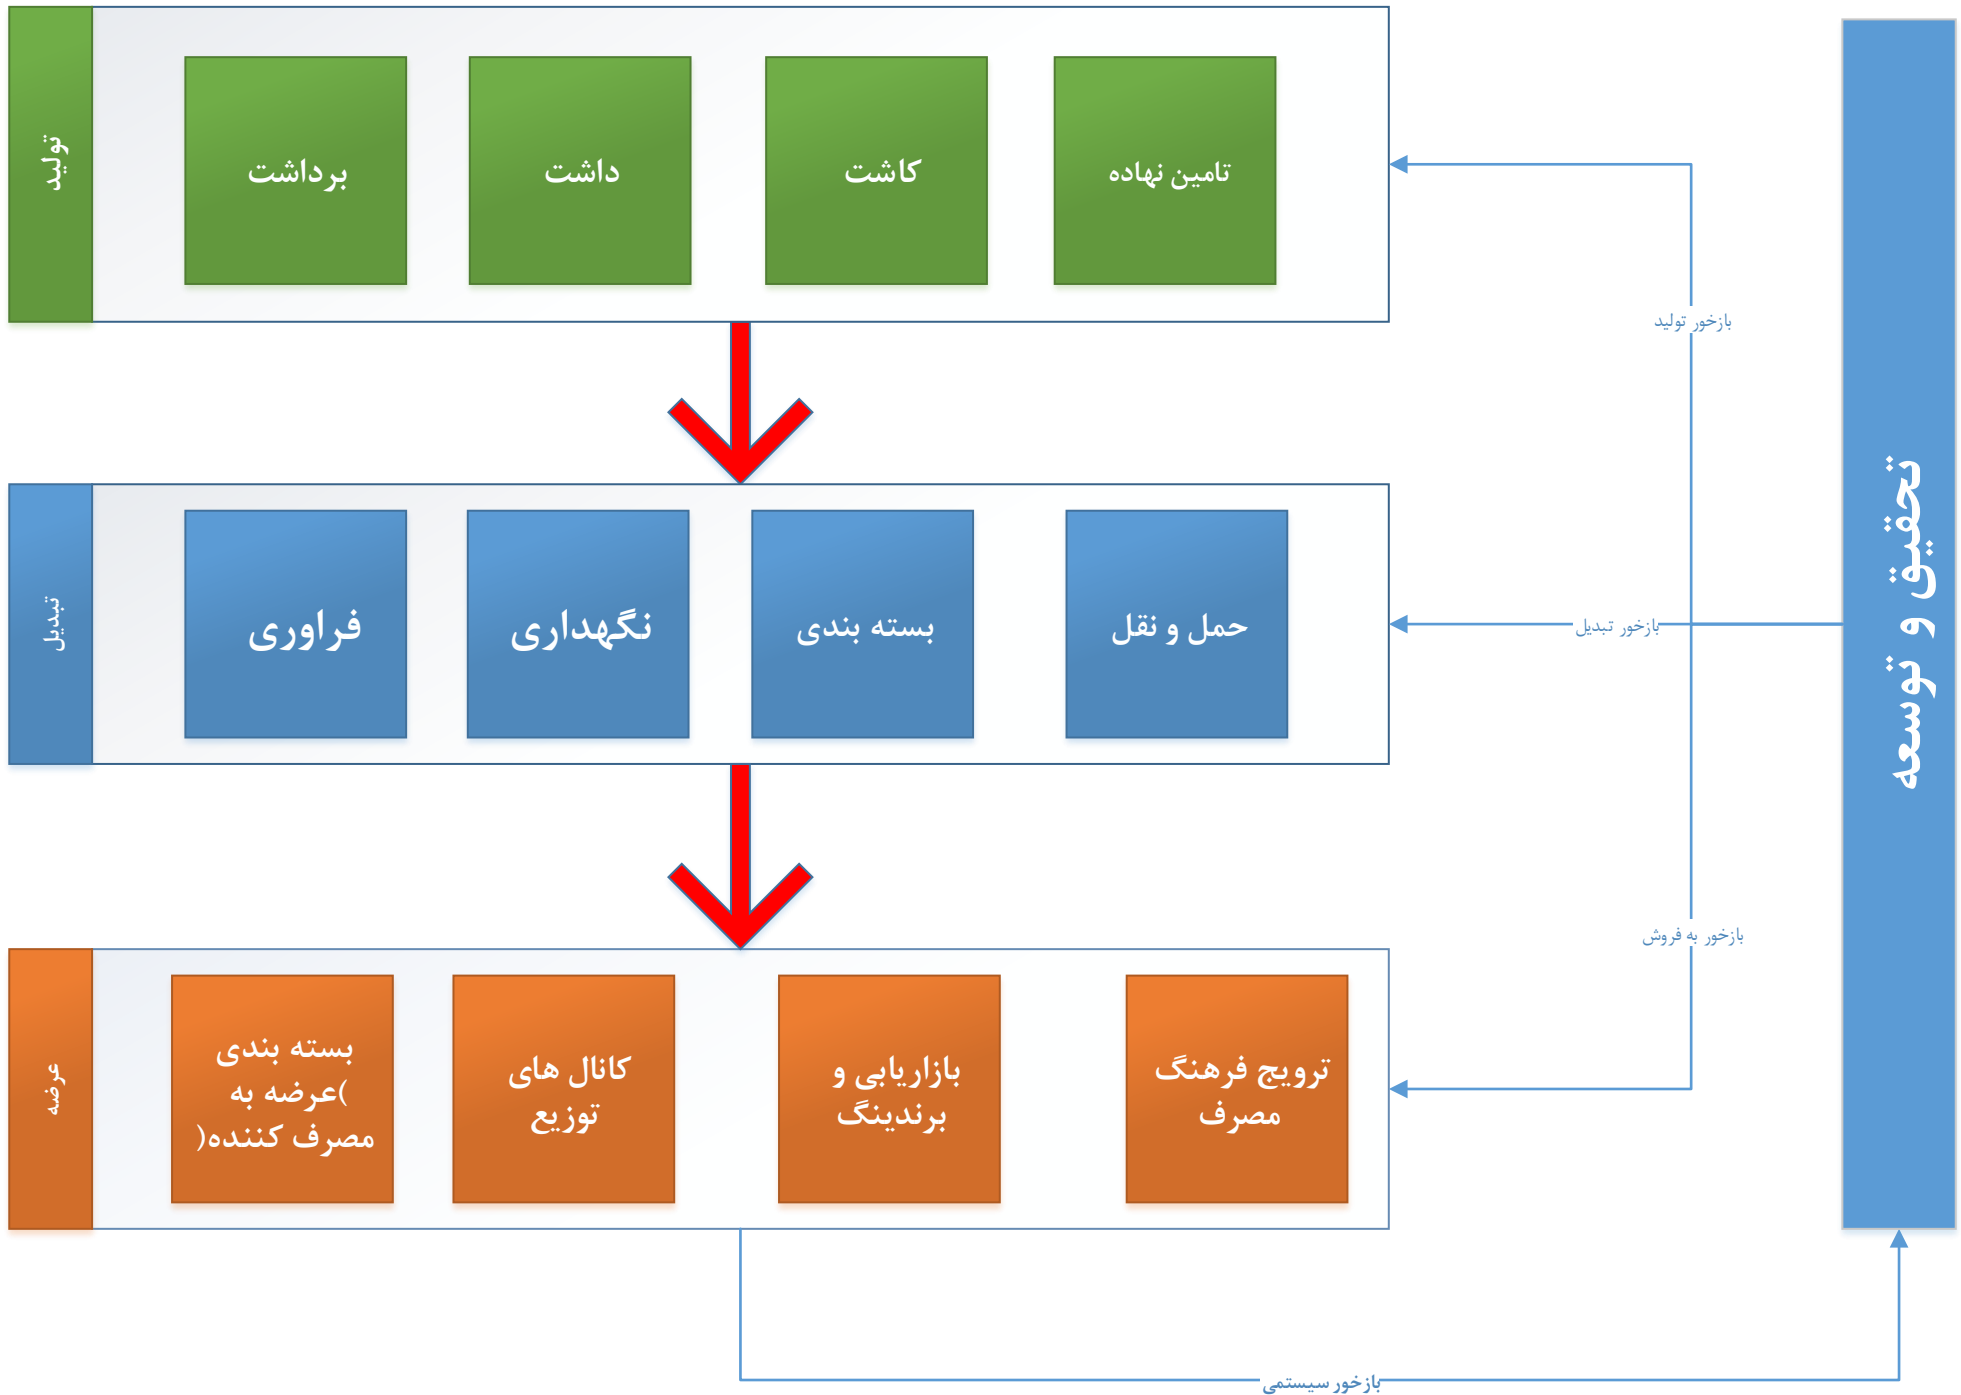 تولید
تامین نهاده
کاشت
داشت
برداشت
بازخور تولید
تبدیل
حمل و نقل
بسته بندی
نگهداری
فراوری
بازخور تبدیل
تحقیق و توسعه
بازخور به فروش
عرضه
ترویج فرهنگ
مصرف
بازاریابی و
برندینگ
کانال های
توزیع
بسته بندی
(عرضه به
مصرف کننده)
بازخور سیستمی